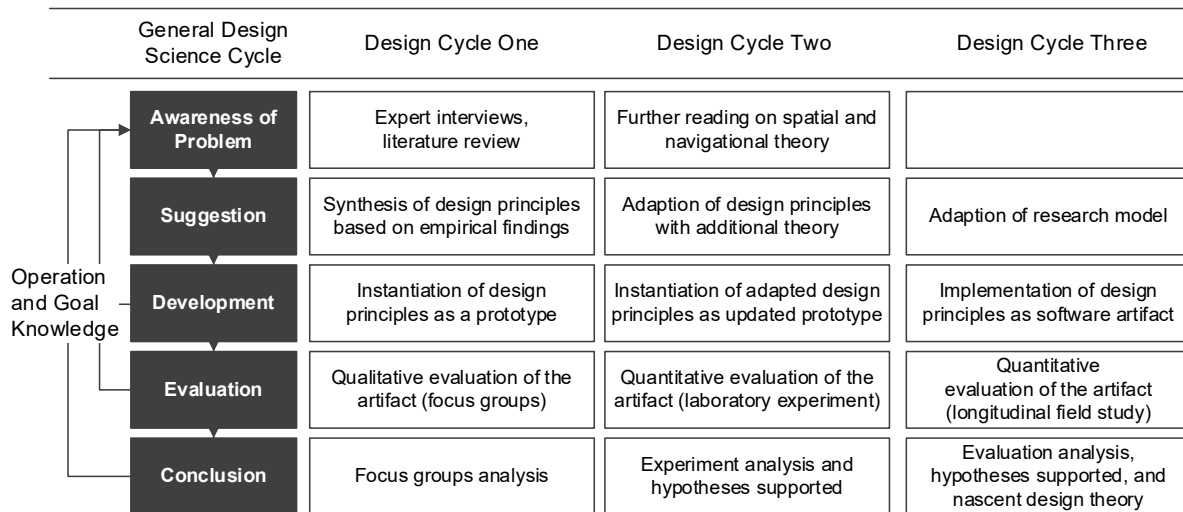 General Design
Science Cycle
Design Cycle One
Design Cycle Two
Design Cycle Three
Awareness of
Problem
Expert interviews,
literature review
Further reading on spatial and
navigational theory
Suggestion
Synthesis of design principles
based on empirical findings
Adaption of design principles
with additional theory
Adaption of research model
Operation
and Goal
Knowledge
Development
Instantiation of design
principles as a prototype
Instantiation of adapted design
principles as updated prototype
Implementation of design
principles as software artifact
Evaluation
Qualitative evaluation of the
artifact (focus groups)
Quantitative evaluation of the
artifact (laboratory experiment)
Quantitative
evaluation of the artifact
(longitudinal field study)
Conclusion
Focus groups analysis
Experiment analysis and
hypotheses supported
Evaluation analysis,
hypotheses supported, and
nascent design theory